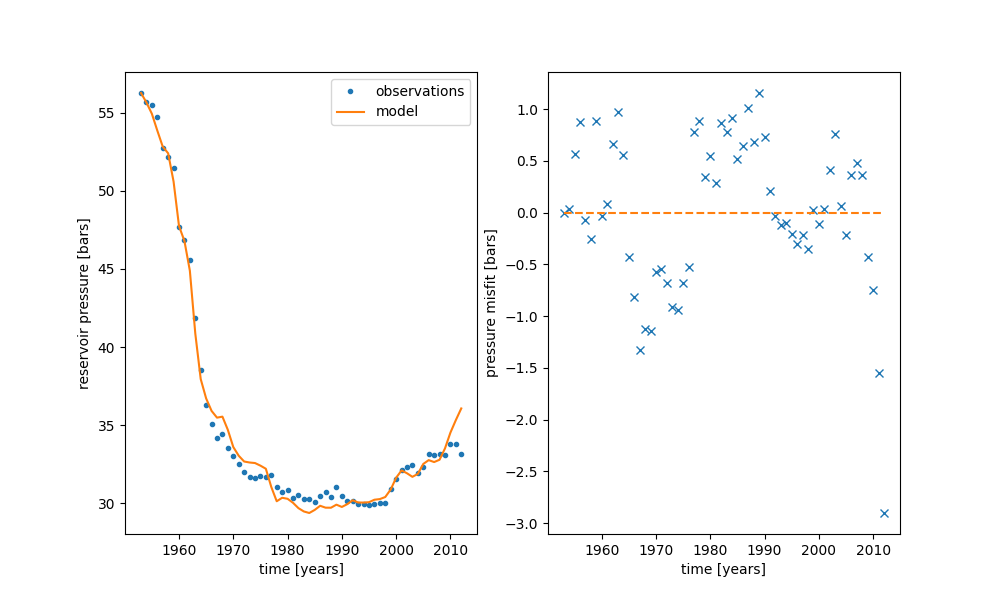 observations
model
reservoir pressure [bars]
55
50
45
40
35
30
1960 1970 1980 1990 2000 2010
time [years]
pressure misfit [bars]
1.0
0.5
0.0
−0.5
−1.0
−1.5
−2.0
−2.5
−3.0
1960 1970 1980 1990 2000 2010
time [years]